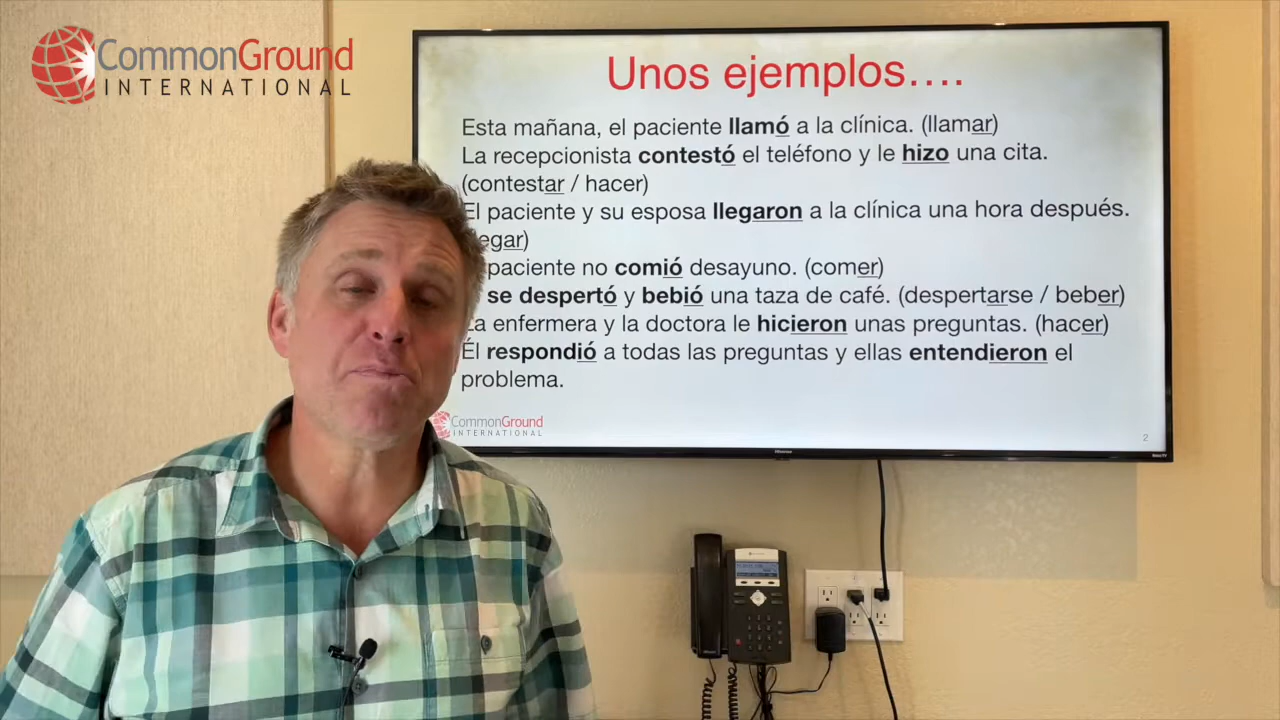 CommonGround
INTERNATIONAL
Unos ejemplos....
Esta mañana, el paciente llamó a la clínica. (llamar)
La recepcionista contestó el teléfono y le hizo una cita.
(contestar / hacer)
El paciente y su esposa llegaron a la clínica una hora después.
egar)
paciente no comió desayuno. (comer)
se despertó y bebió una taza de café. (despertarse / beber)
La enfermera y la doctora le hicieron unas preguntas. (hacer)
Él respondió a todas las preguntas y ellas entendieron el
problema.
CommonGround
INTERNATIONAL
2